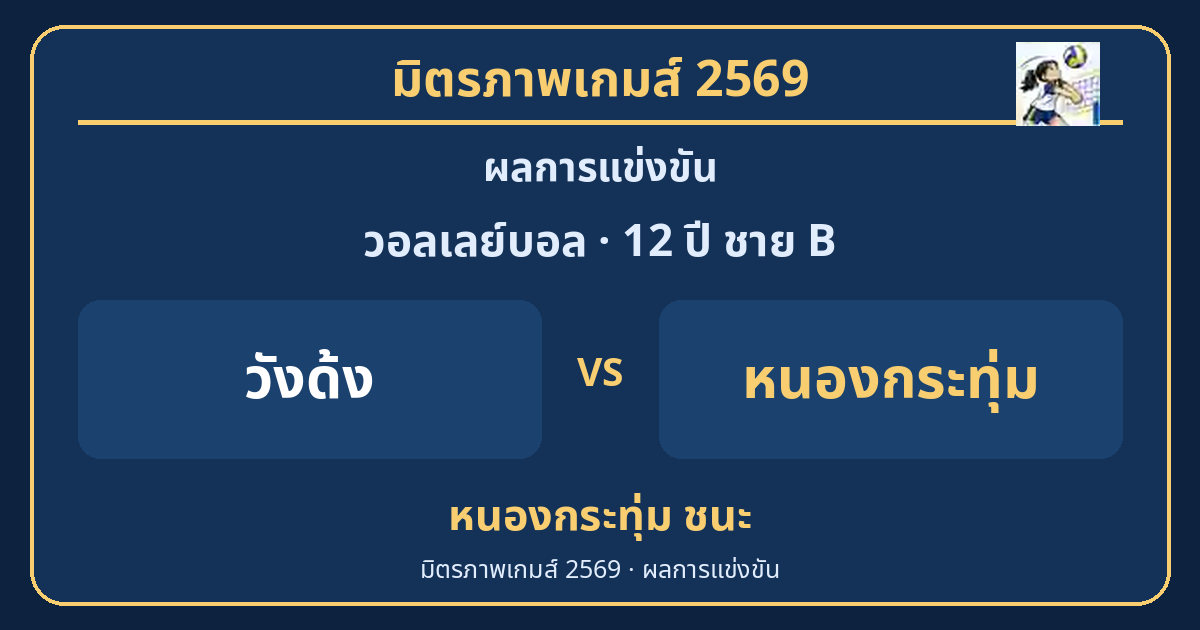 มิตรภาพเกมส์ 2569
ผลการแข่งขัน
วอลเลย์บอล · 12 ปี ชาย B
วังด้ง
VS
หนองกระทุ่ม
หนองกระทุ่ม ชนะ
มิตรภาพเกมส์ 2569 · ผลการแข่งขัน